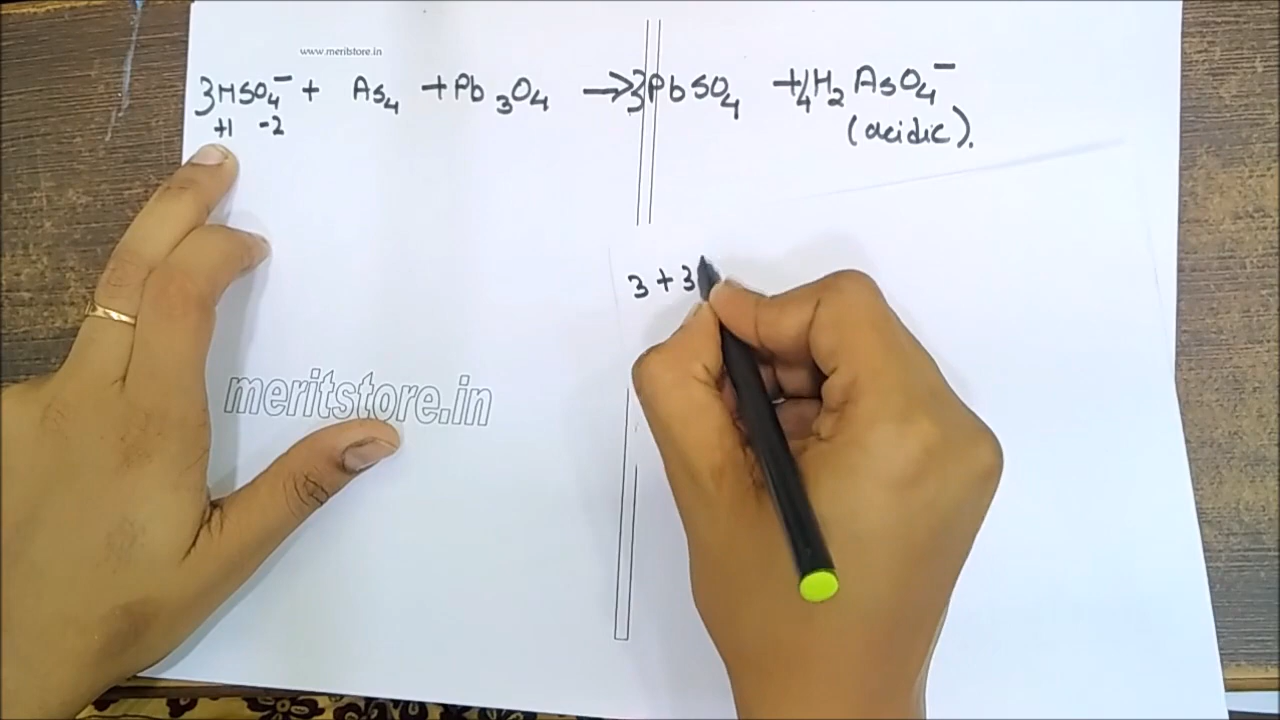 www.meritstore.in
3HSO₄⁻ + As₄ + Pb₃O₄ → 3PbSO₄ + 4H₂AsO₄⁻
+1 -2
(acidic).
3 + 3
meritstore.in